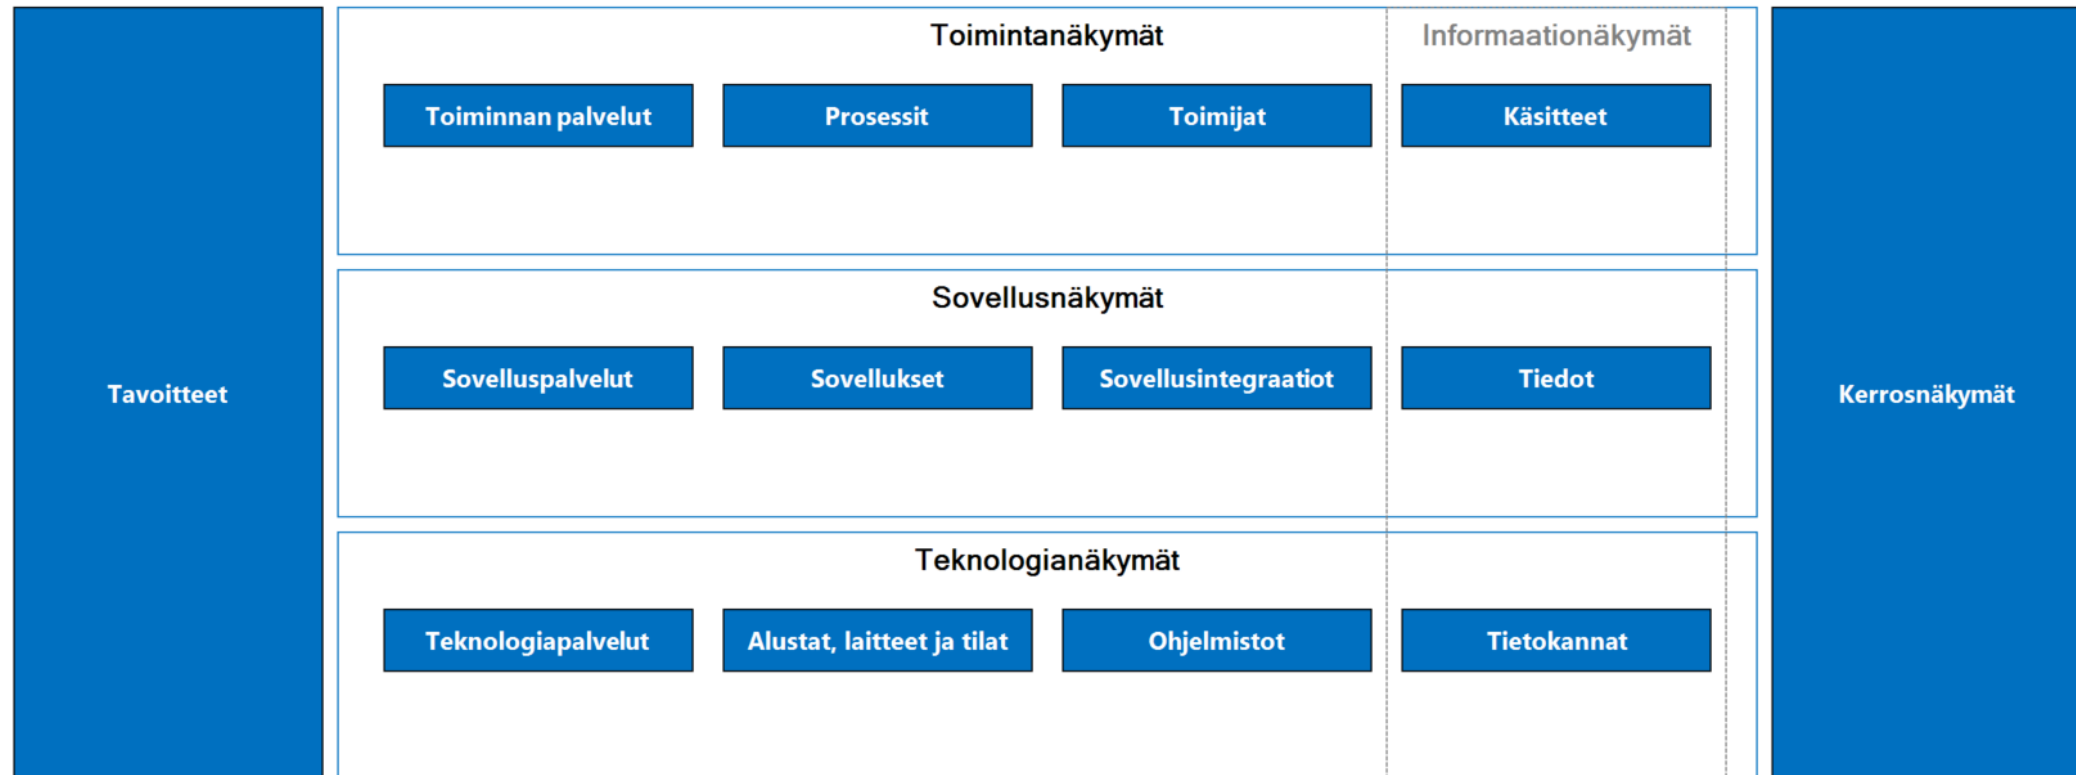 Tavoitteet
Toimintanäkymät
Informaationäkymät
Toiminnan palvelut
Prosessit
Toimijat
Käsitteet
Sovellusnäkymät
Sovelluspalvelut
Sovellukset
Sovellusintegraatiot
Tiedot
Teknologianäkymät
Teknologiapalvelut
Alustat, laitteet ja tilat
Ohjelmistot
Tietokannat
Kerrosnäkymät